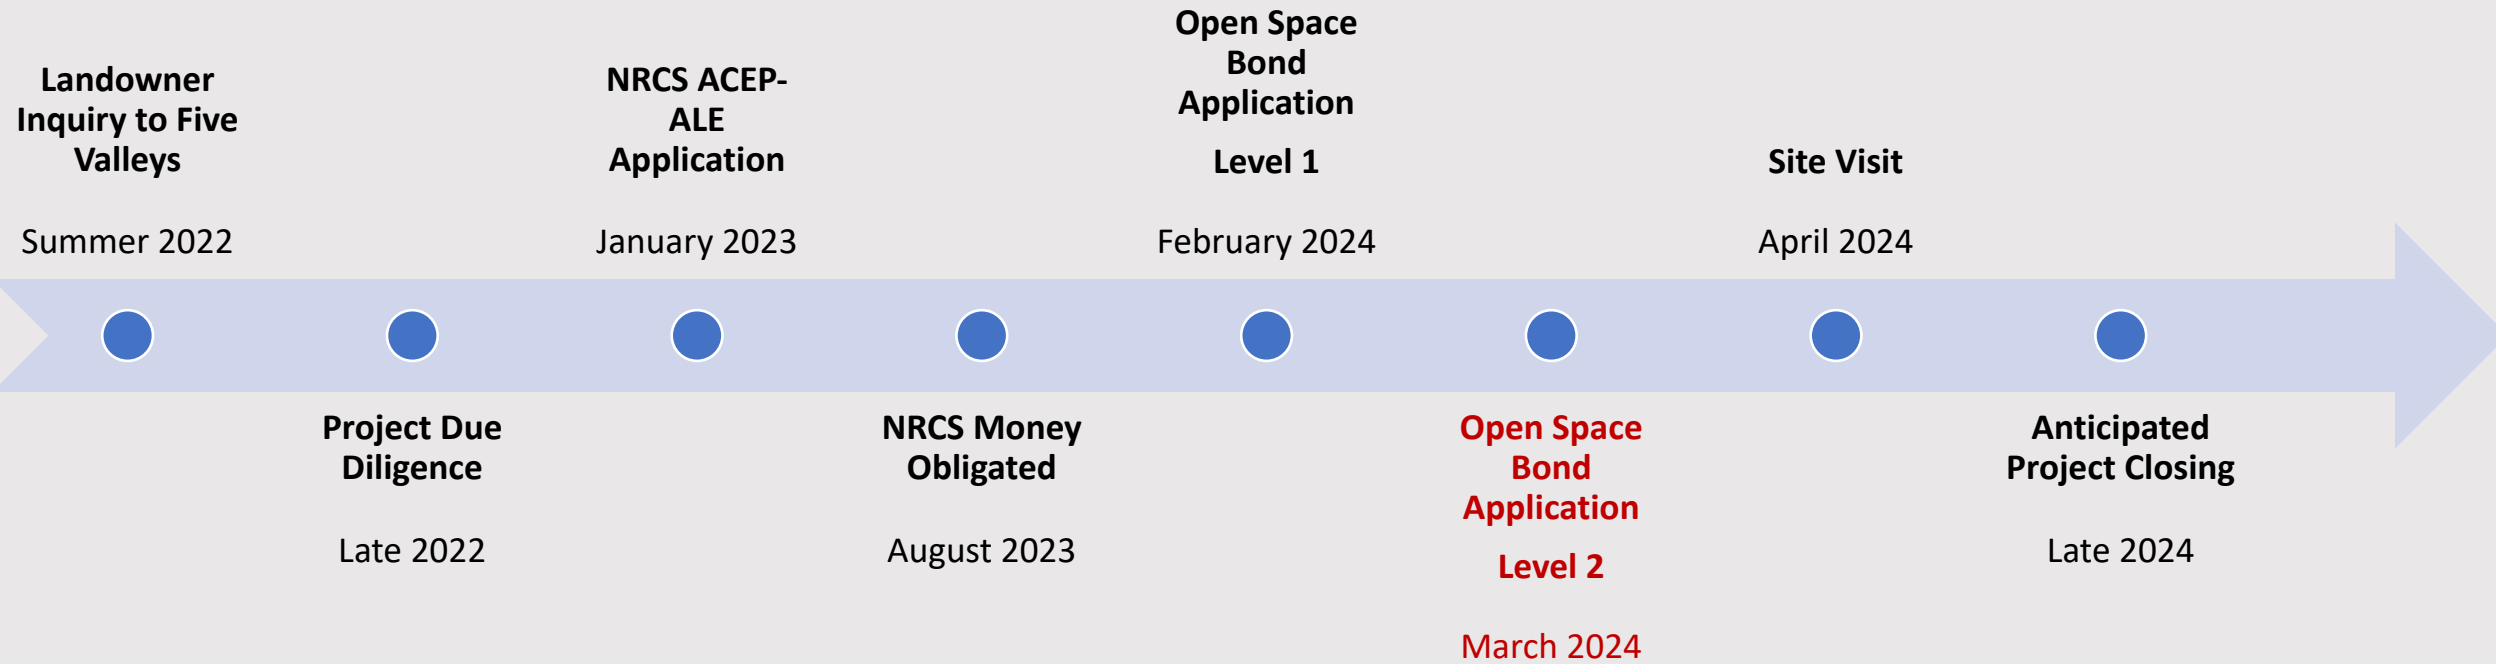 Landowner
Inquiry to Five
Valleys
Summer 2022
Project Due
Diligence
Late 2022
NRCS ACEP-
ALE
Application
January 2023
NRCS Money
Obligated
August 2023
Open Space
Bond
Application
Level 1
February 2024
Open Space
Bond
Application
Level 2
March 2024
Site Visit
April 2024
Anticipated
Project Closing
Late 2024